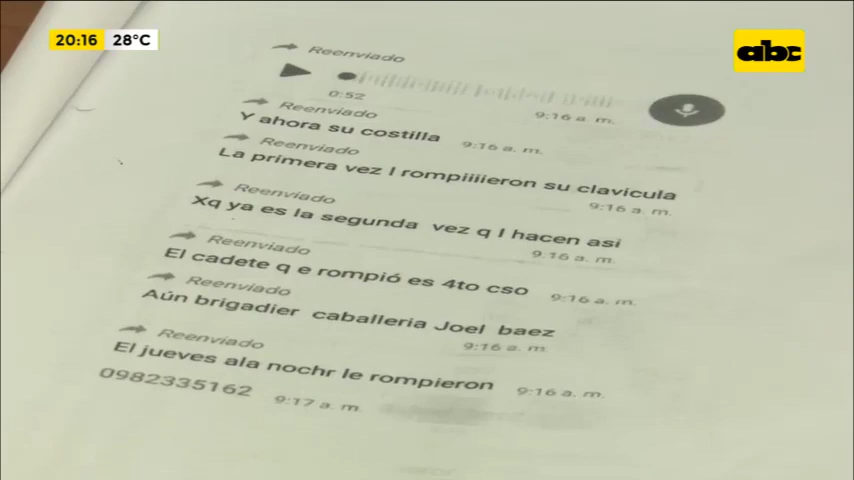 20:16 28°C
abc
Reenviado
0:52
9:16 a. m.
Reenviado
Y ahora su costilla 9:16 a. m.
Reenviado
La primera vez l rompiiiieron su clavicula
9:16 a. m.
Reenviado
Xq ya es la segunda vez q l hacen asi
9:16 a. m.
Reenviado
El cadete q e rompió es 4to cso 9:16 a. m.
Reenviado
Aún brigadier caballeria Joel baez
9:16 a. m.
Reenviado
El jueves ala nochr le rompieron 9:16 a. m.
0982335162 9:17 a. m.